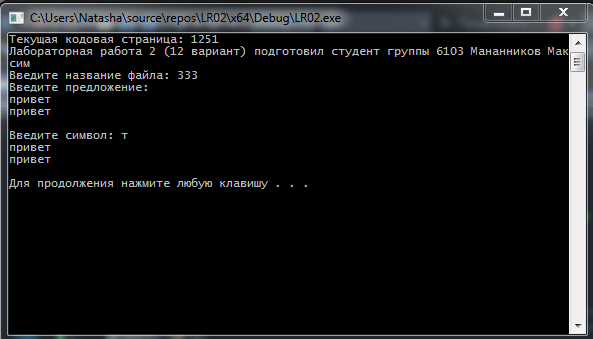 C:\Users\Natasha\source\repos\LR02\x64\Debug\LR02.exe
Текущая кодовая страница: 1251
Лабораторная работа 2 (12 вариант) подготовил студент группы 6103 Мананников Мак
сим
Введите название файла: 333
Введите предложение:
привет
привет
Введите символ: т
привет
привет
Для продолжения нажмите любую клавишу . . .